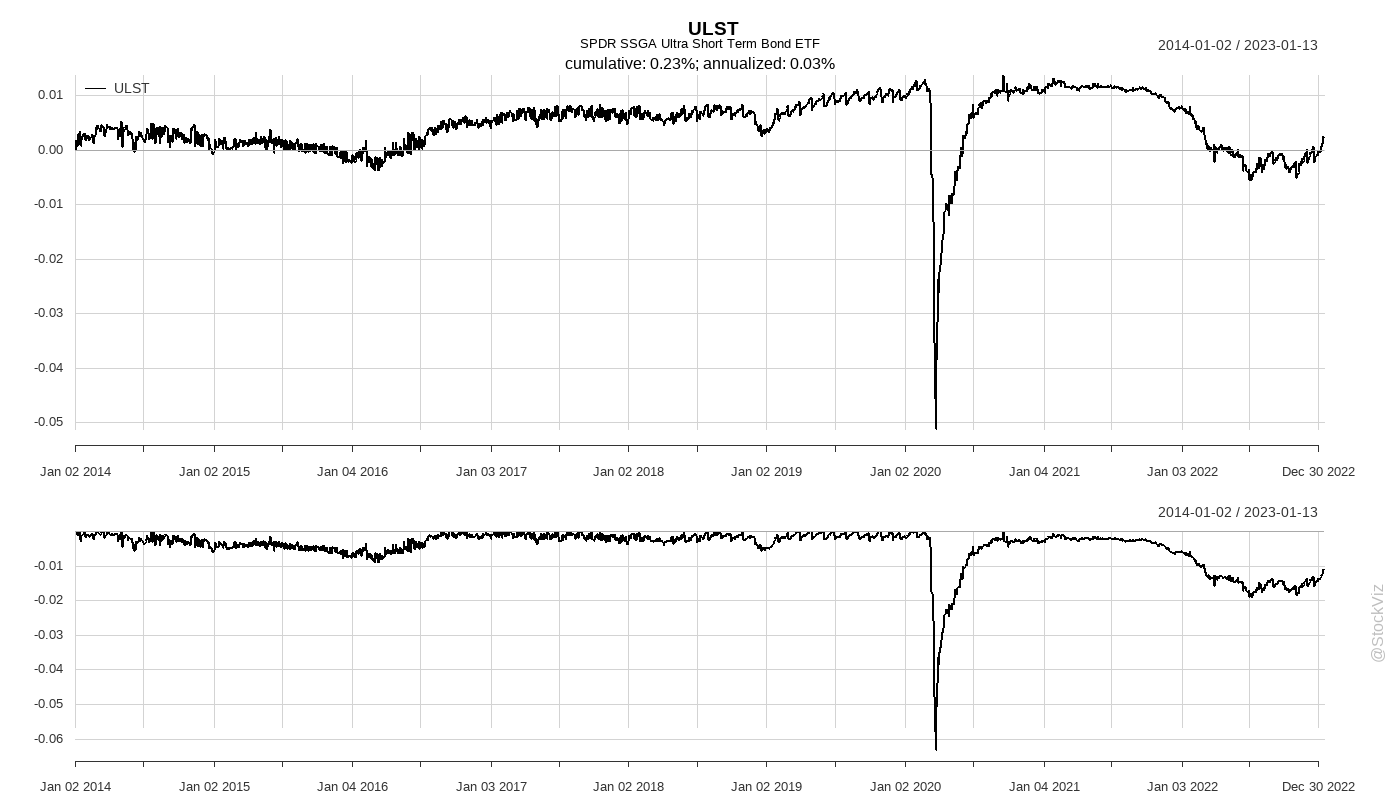 ULST
SPDR SSGA Ultra Short Term Bond ETF
2014-01-02 / 2023-01-13
cumulative: 0.23%; annualized: 0.03%
ULST
0.01
0.00
-0.01
-0.02
-0.03
-0.04
-0.05
Jan 02 2014 Jan 02 2015 Jan 04 2016 Jan 03 2017 Jan 02 2018 Jan 02 2019 Jan 02 2020 Jan 04 2021 Jan 03 2022 Dec 30 2022
2014-01-02 / 2023-01-13
-0.01
-0.02
-0.03
-0.04
-0.05
-0.06
Jan 02 2014 Jan 02 2015 Jan 04 2016 Jan 03 2017 Jan 02 2018 Jan 02 2019 Jan 02 2020 Jan 04 2021 Jan 03 2022 Dec 30 2022
@StockViz